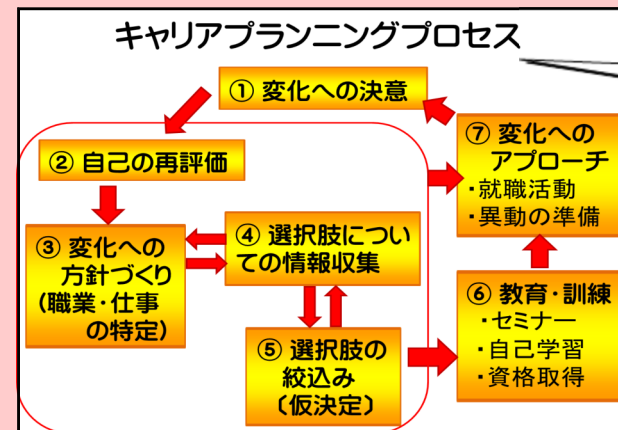 キャリアプランニングプロセス
① 変化への決意
② 自己の再評価
③ 変化への
方針づくり
(職業・仕事
の特定)
④ 選択肢につい
ての情報収集
⑤ 選択肢の
絞込み
(仮決定)
⑥ 教育・訓練
・セミナー
・自己学習
・資格取得
⑦ 変化への
アプローチ
・就職活動
・異動の準備